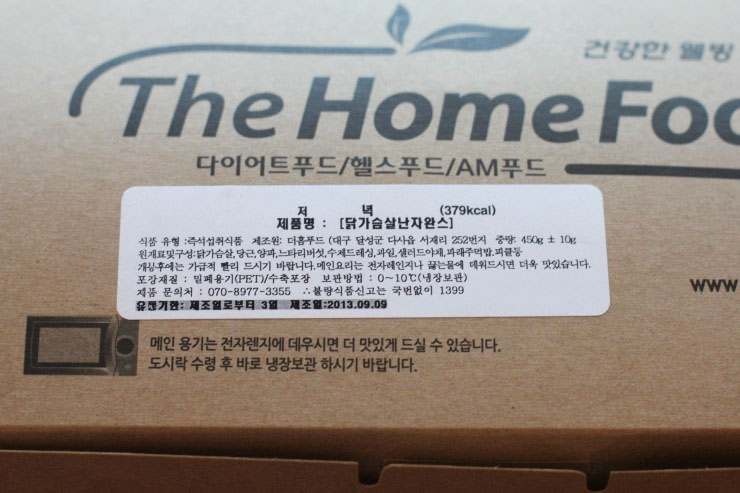 건강한 웰빙
The Home Foo
다이어트푸드/헬스푸드/AM푸드
저 녁 (379kcal)
제품명 : [닭가슴살난자완스]
식품 유형 :즉석섭취식품 제조원: 더홈푸드 (대구 달성군 다사읍 서재리 252번지 중량: 450g ± 10g
원재료및구성:닭가슴살,당근,양파,느타리버섯,수제드레싱,과일,샐러드야채,파래주먹밥,피클등
개봉후에는 가급적 빨리 드시기 바랍니다.메인요리는 전자레인지나 끓는물에 데워드시면 더욱 맛있습니다.
포강재질 : 밀폐용기(PET)/수축포장 보관방법 : 0~10℃(냉장보관)
제품 문의처 : 070-8977-3355 ∴불량식품신고는 국번없이 1399
유전기한: 제조일로부터 3일 제조일:2013.09.09
www
메인 용기는 전자렌지에 데우시면 더 맛있게 드실 수 있습니다.
도시락 수령 후 바로 냉장보관 하시기 바랍니다.